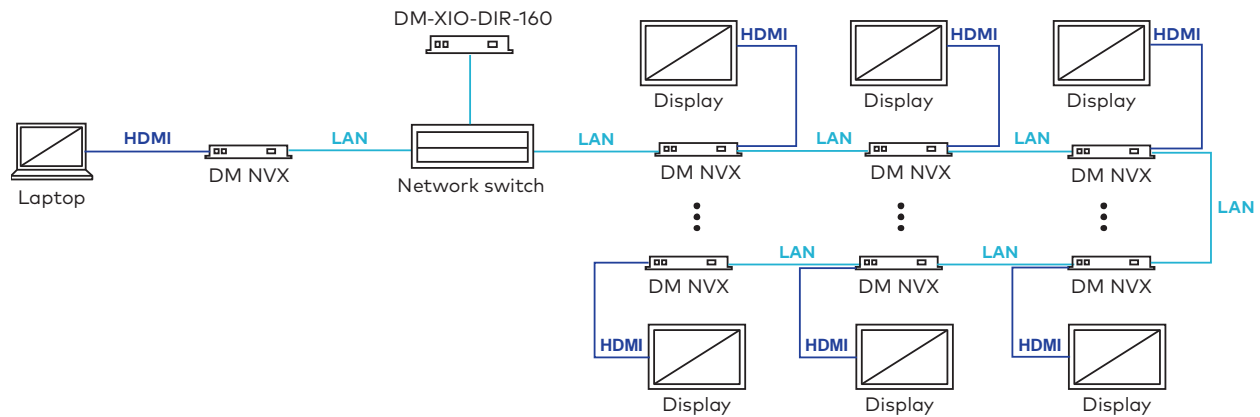 DM-XIO-DIR-160
HDMI
HDMI
HDMI
Display
Display
Display
HDMI
LAN
LAN
LAN
LAN
Laptop
DM NVX
Network switch
DM NVX
DM NVX
DM NVX
LAN
LAN
LAN
DM NVX
DM NVX
DM NVX
HDMI
HDMI
HDMI
Display
Display
Display